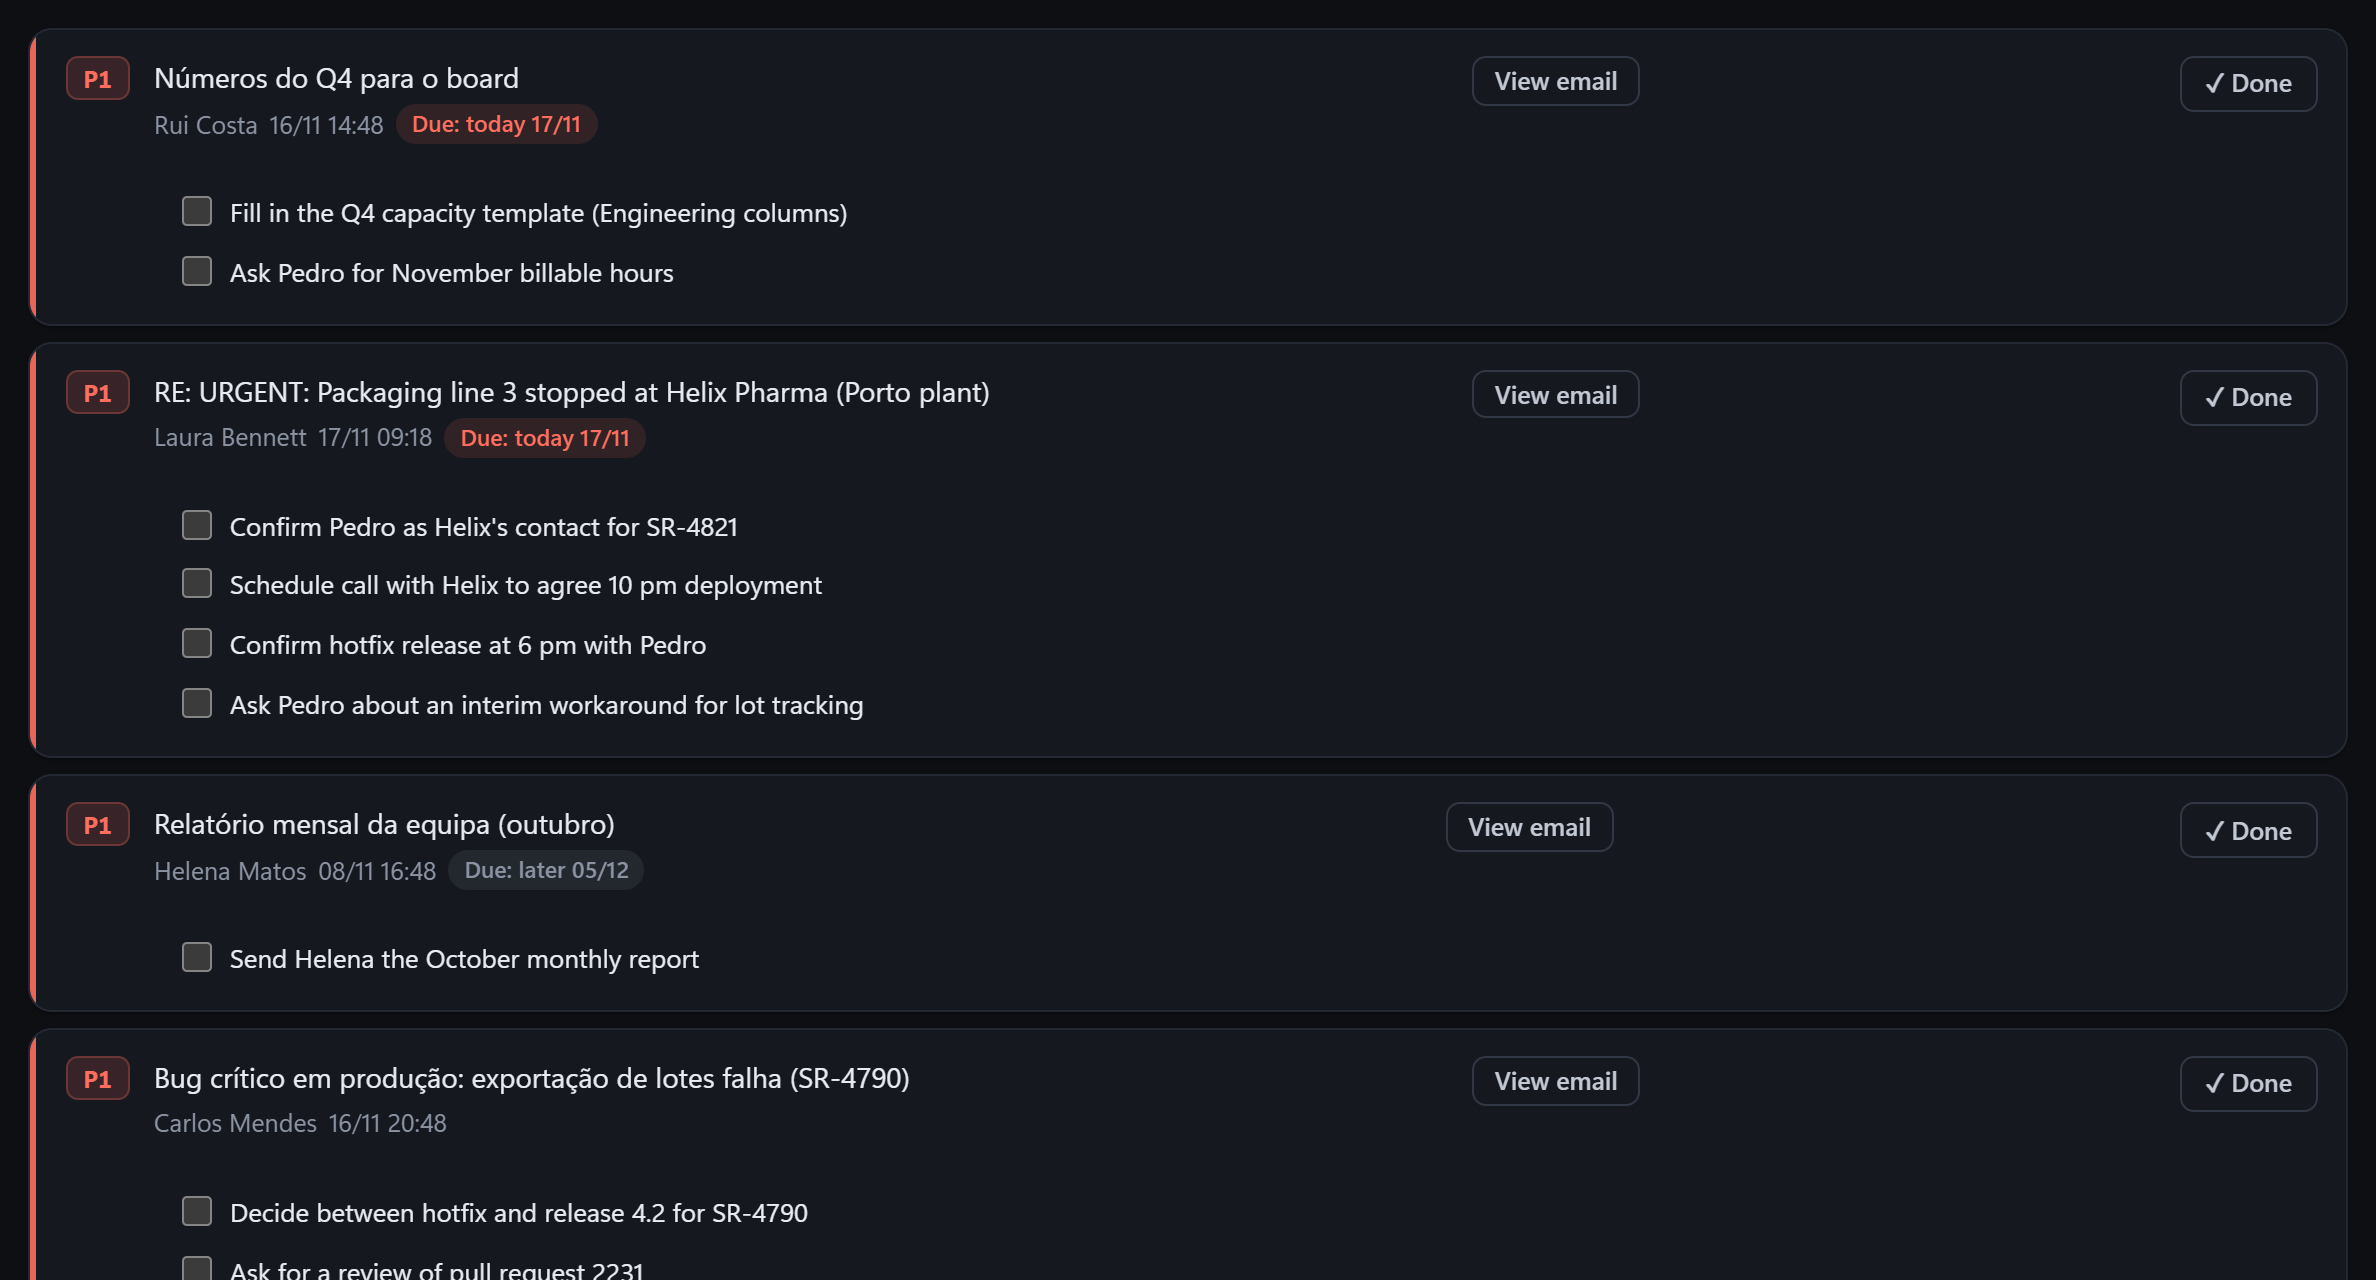 P1 Números do Q4 para o board View email ✓ Done
Rui Costa 16/11 14:48 Due: today 17/11
Fill in the Q4 capacity template (Engineering columns)
Ask Pedro for November billable hours
P1 RE: URGENT: Packaging line 3 stopped at Helix Pharma (Porto plant) View email ✓ Done
Laura Bennett 17/11 09:18 Due: today 17/11
Confirm Pedro as Helix's contact for SR-4821
Schedule call with Helix to agree 10 pm deployment
Confirm hotfix release at 6 pm with Pedro
Ask Pedro about an interim workaround for lot tracking
P1 Relatório mensal da equipa (outubro) View email ✓ Done
Helena Matos 08/11 16:48 Due: later 05/12
Send Helena the October monthly report
P1 Bug crítico em produção: exportação de lotes falha (SR-4790) View email ✓ Done
Carlos Mendes 16/11 20:48
Decide between hotfix and release 4.2 for SR-4790
Ask for a review of pull request 2231